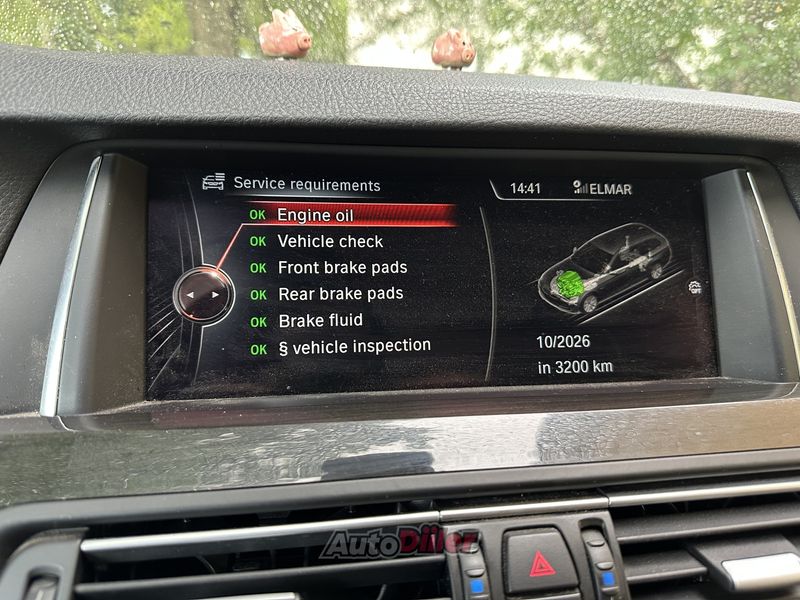 Service requirements
14:41
ELMAR
OK Engine oil
OK Vehicle check
OK Front brake pads
OK Rear brake pads
OK Brake fluid
OK § vehicle inspection
10/2026
in 3200 km
AutoDiler